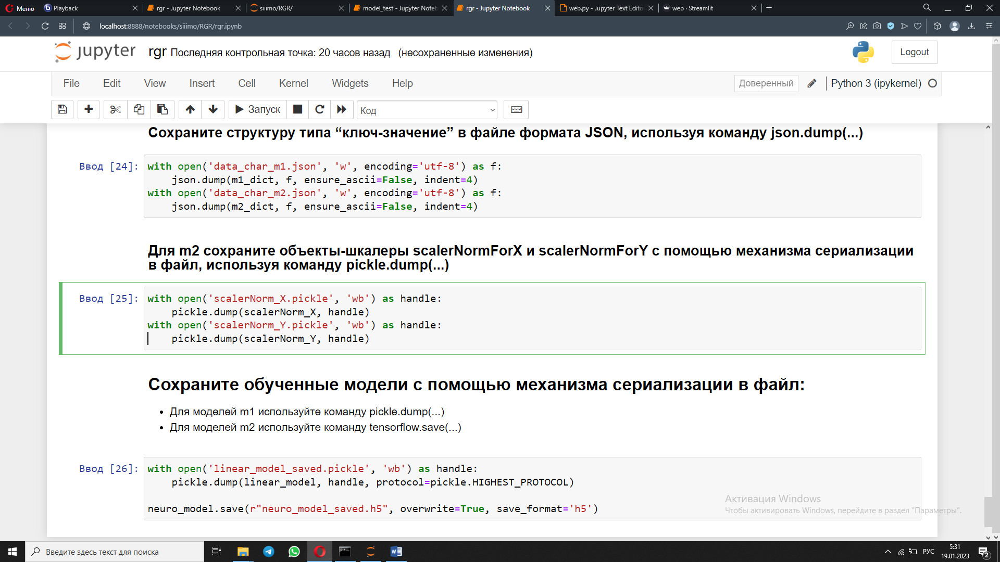 Меню
Playback
rgr - Jupyter Notebook
siiimo/RGR/
model_test - Jupyter Noteb
rgr - Jupyter Notebook
web.py - Jupyter Text Edito
web · Streamlit
localhost:8888/notebooks/siiimo/RGR/rgr.ipynb
jupyter rgr Последняя контрольная точка: 20 часов назад (несохраненные изменения)
Logout
File Edit View Insert Cell Kernel Widgets Help
Доверенный
Python 3 (ipykernel)
Запуск
Код
Сохраните структуру типа “ключ-значение” в файле формата JSON, используя команду json.dump(...)
Ввод [24]:
with open('data_char_m1.json', 'w', encoding='utf-8') as f:
    json.dump(m1_dict, f, ensure_ascii=False, indent=4)
with open('data_char_m2.json', 'w', encoding='utf-8') as f:
    json.dump(m2_dict, f, ensure_ascii=False, indent=4)
Для m2 сохраните объекты-шкалеры scalerNormForX и scalerNormForY с помощью механизма сериализации
в файл, используя команду pickle.dump(...)
Ввод [25]:
with open('scalerNorm_X.pickle', 'wb') as handle:
    pickle.dump(scalerNorm_X, handle)
with open('scalerNorm_Y.pickle', 'wb') as handle:
    pickle.dump(scalerNorm_Y, handle)
Сохраните обученные модели с помощью механизма сериализации в файл:
• Для моделей m1 используйте команду pickle.dump(...)
• Для моделей m2 используйте команду tensorflow.save(...)
Ввод [26]:
with open('linear_model_saved.pickle', 'wb') as handle:
    pickle.dump(linear_model, handle, protocol=pickle.HIGHEST_PROTOCOL)
neuro_model.save(r"neuro_model_saved.h5", overwrite=True, save_format='h5')
Активация Windows
Чтобы активировать Windows, перейдите в раздел "Параметры".
Введите здесь текст для поиска
РУС
5:31
19.01.2023
2